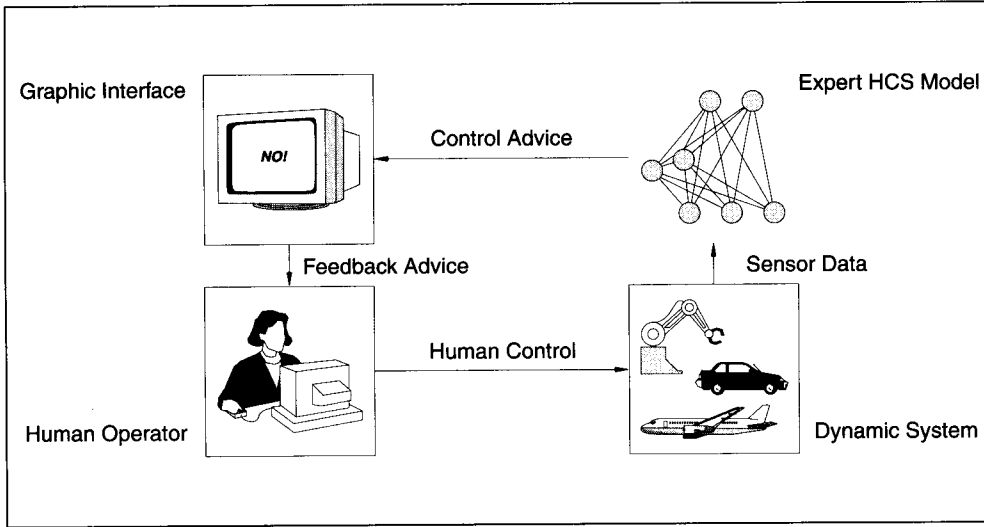 Graphic Interface
NO!
Control Advice
Expert HCS Model
Feedback Advice
Sensor Data
Human Control
Human Operator
Dynamic System